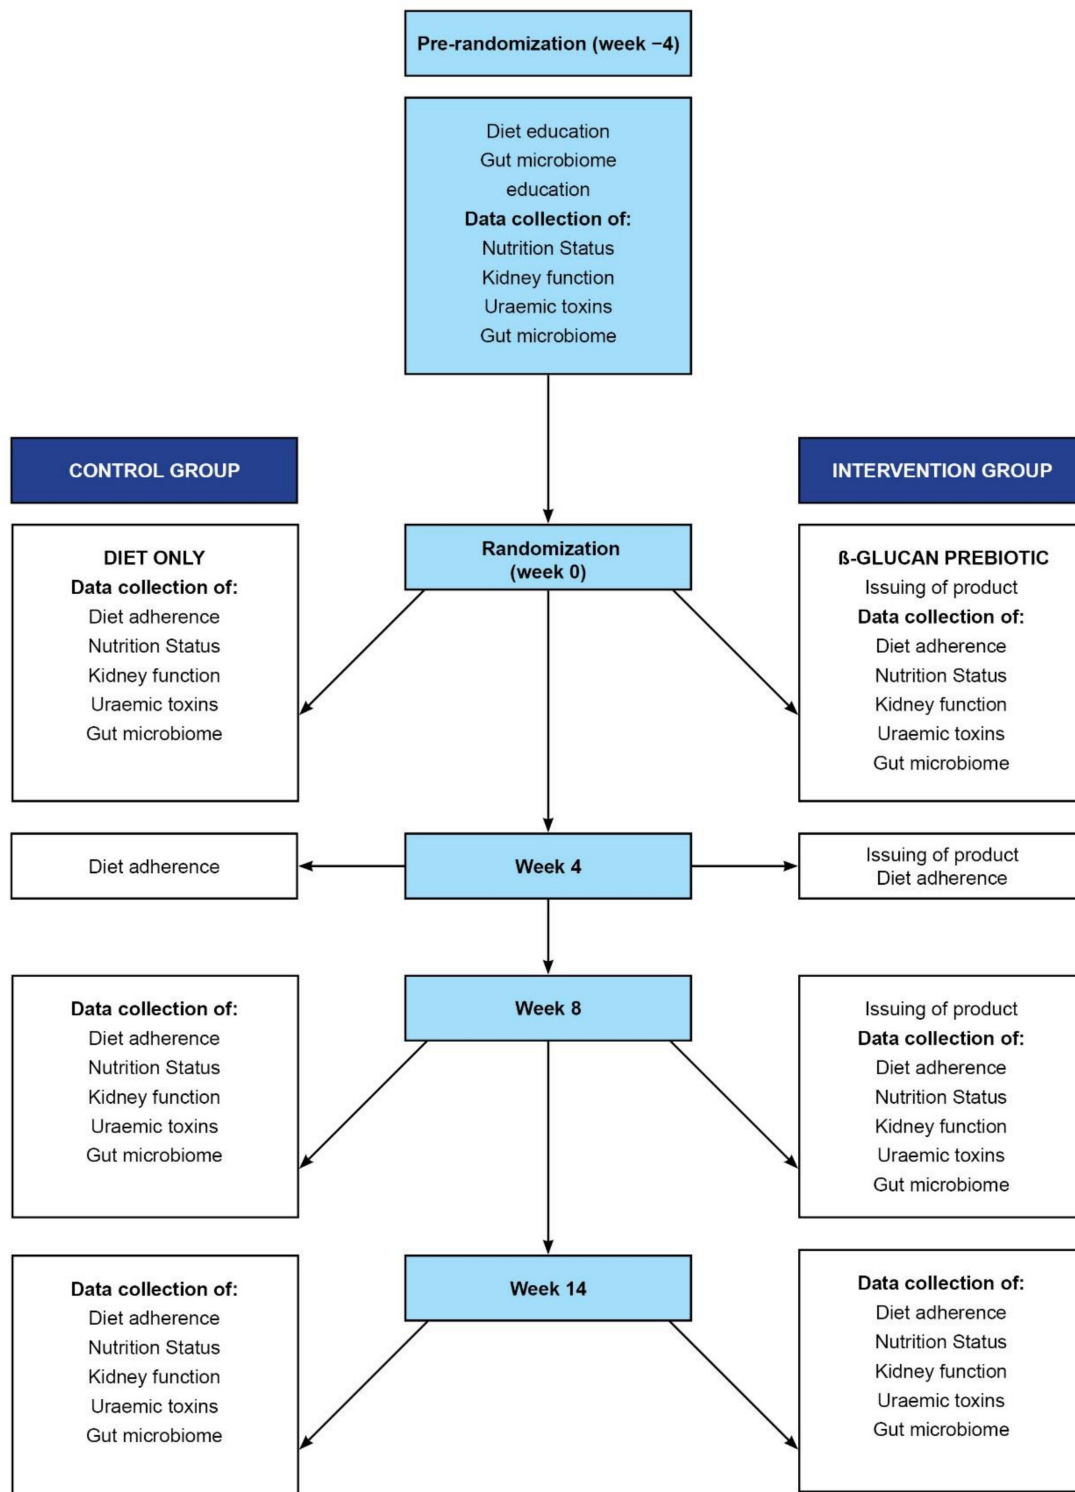 Pre-randomization (week −4)
Diet education
Gut microbiome
education
Data collection of:
Nutrition Status
Kidney function
Uraemic toxins
Gut microbiome
CONTROL GROUP
INTERVENTION GROUP
DIET ONLY
Data collection of:
Diet adherence
Nutrition Status
Kidney function
Uraemic toxins
Gut microbiome
Randomization
(week 0)
ß-GLUCAN PREBIOTIC
Issuing of product
Data collection of:
Diet adherence
Nutrition Status
Kidney function
Uraemic toxins
Gut microbiome
Diet adherence
Week 4
Issuing of product
Diet adherence
Data collection of:
Diet adherence
Nutrition Status
Kidney function
Uraemic toxins
Gut microbiome
Week 8
Issuing of product
Data collection of:
Diet adherence
Nutrition Status
Kidney function
Uraemic toxins
Gut microbiome
Data collection of:
Diet adherence
Nutrition Status
Kidney function
Uraemic toxins
Gut microbiome
Week 14
Data collection of:
Diet adherence
Nutrition Status
Kidney function
Uraemic toxins
Gut microbiome